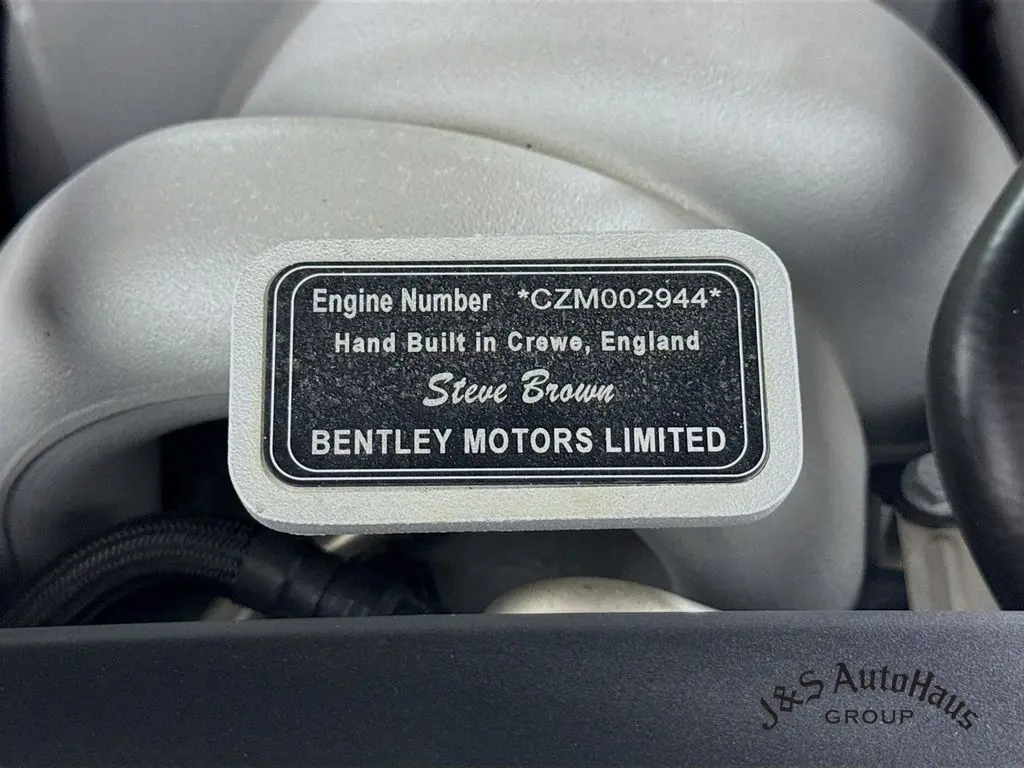 Engine Number *CZM002944*
Hand Built in Crewe, England
Steve Brown
BENTLEY MOTORS LIMITED
J&S AutoHaus
GROUP